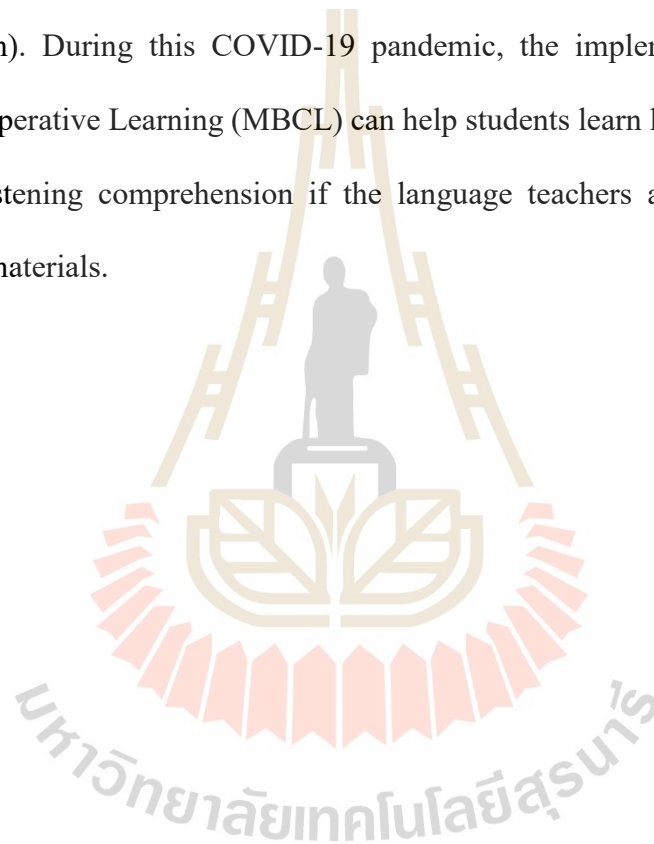 n). During this COVID-19 pandemic, the impler
perative Learning (MBCL) can help students learn
stening comprehension if the language teachers a
naterials.
มหาวิทยาลัยเทคโนโลยีสุรนารี